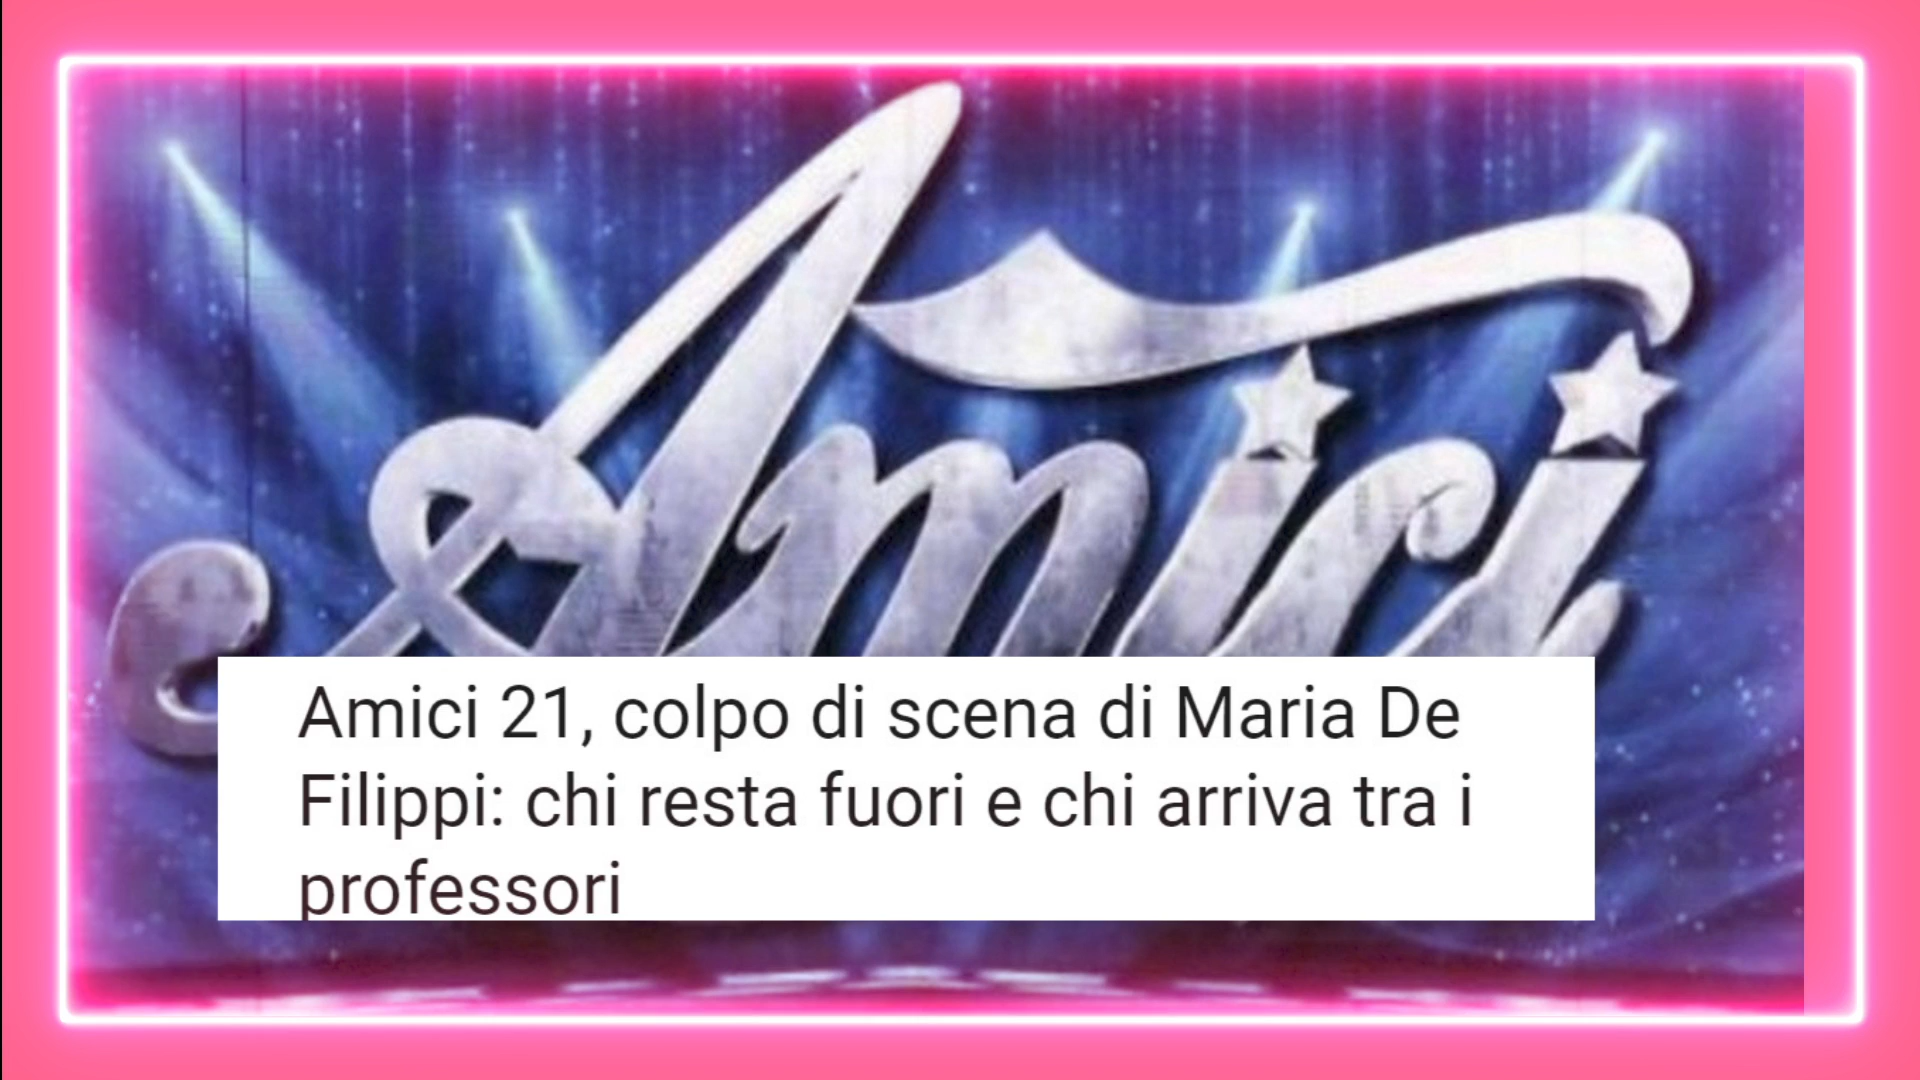 Amici
Amici 21, colpo di scena di Maria De
Filippi: chi resta fuori e chi arriva tra i
professori